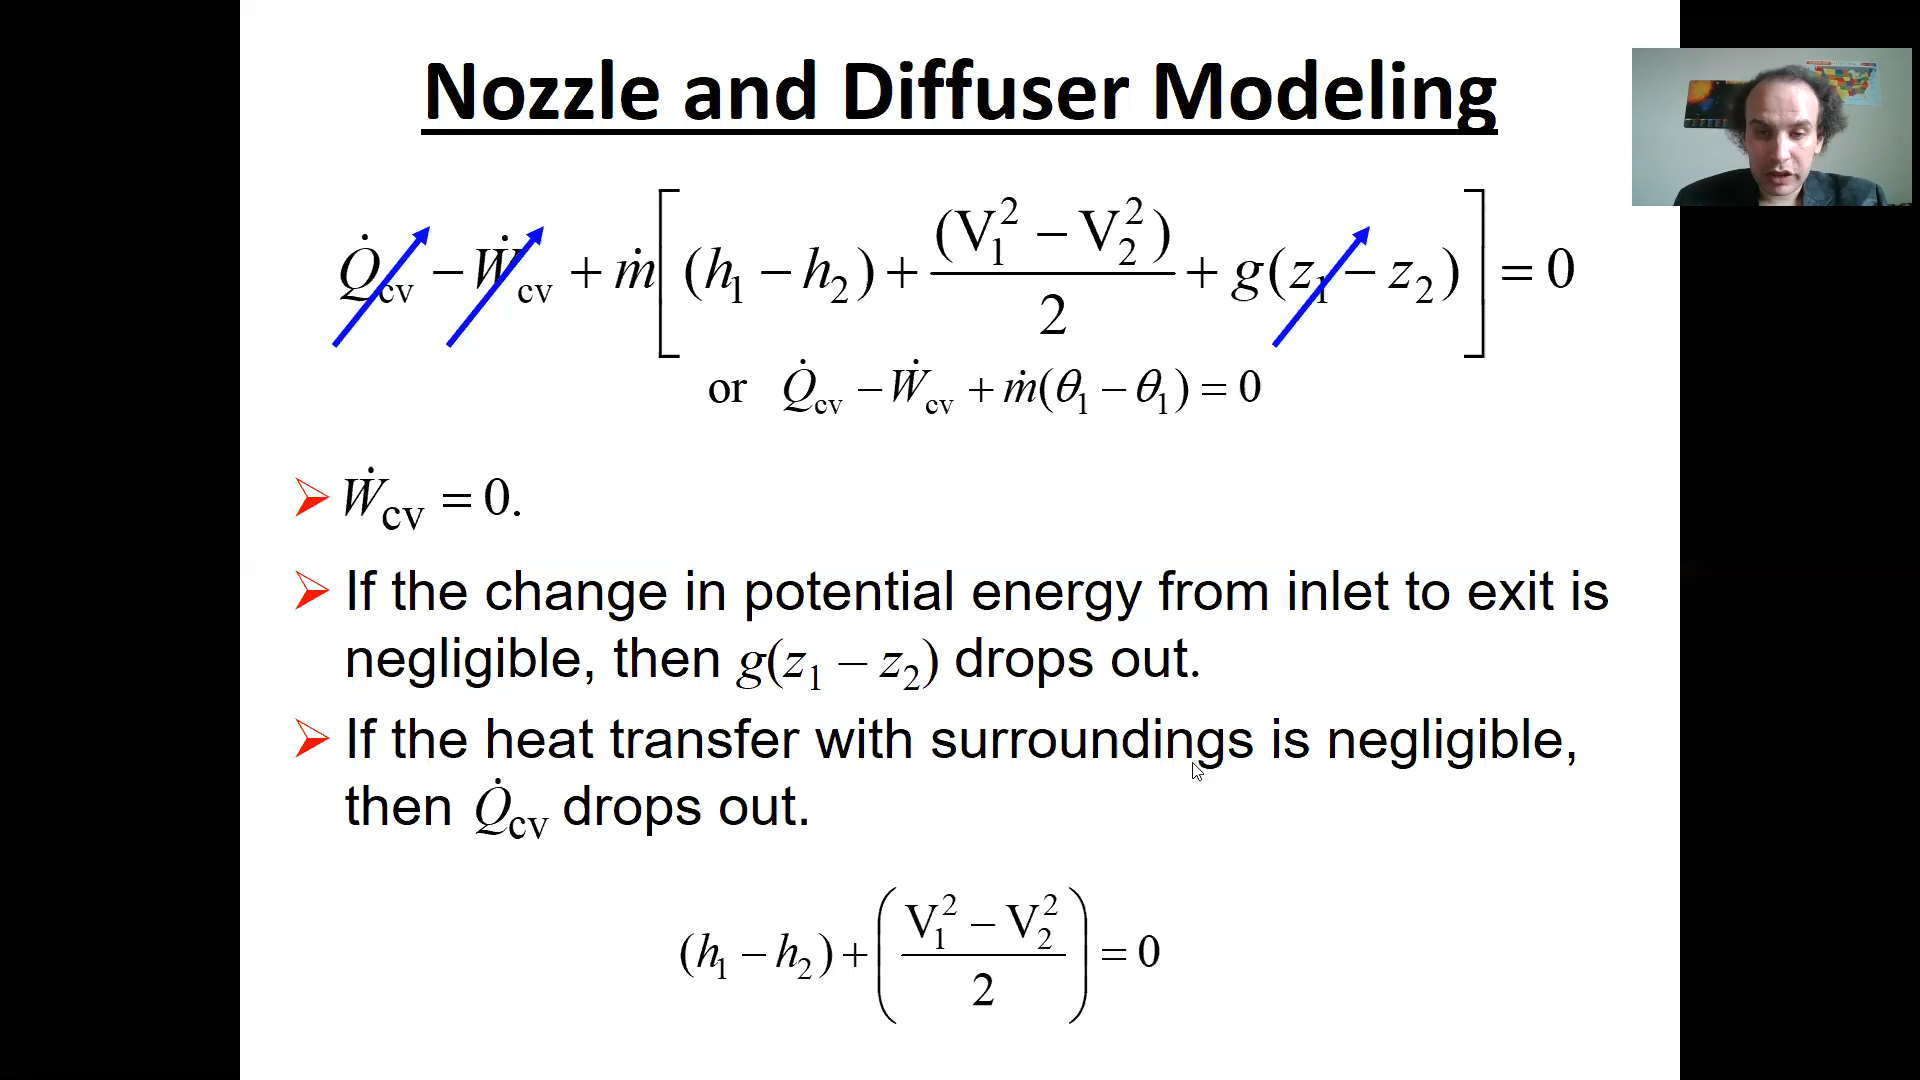 Nozzle and Diffuser Modeling
Q̇cv − Ẇcv + ṁ[(h₁ − h₂) + (V₁² − V₂²)/2 + g(z₁ − z₂)] = 0
or Q̇cv − Ẇcv + ṁ(θ₁ − θ₁) = 0
➢ Ẇcv = 0.
➢ If the change in potential energy from inlet to exit is
negligible, then g(z₁ – z₂) drops out.
➢ If the heat transfer with surroundings is negligible,
then Q̇cv drops out.
(h₁ − h₂) + ((V₁² − V₂²)/2) = 0